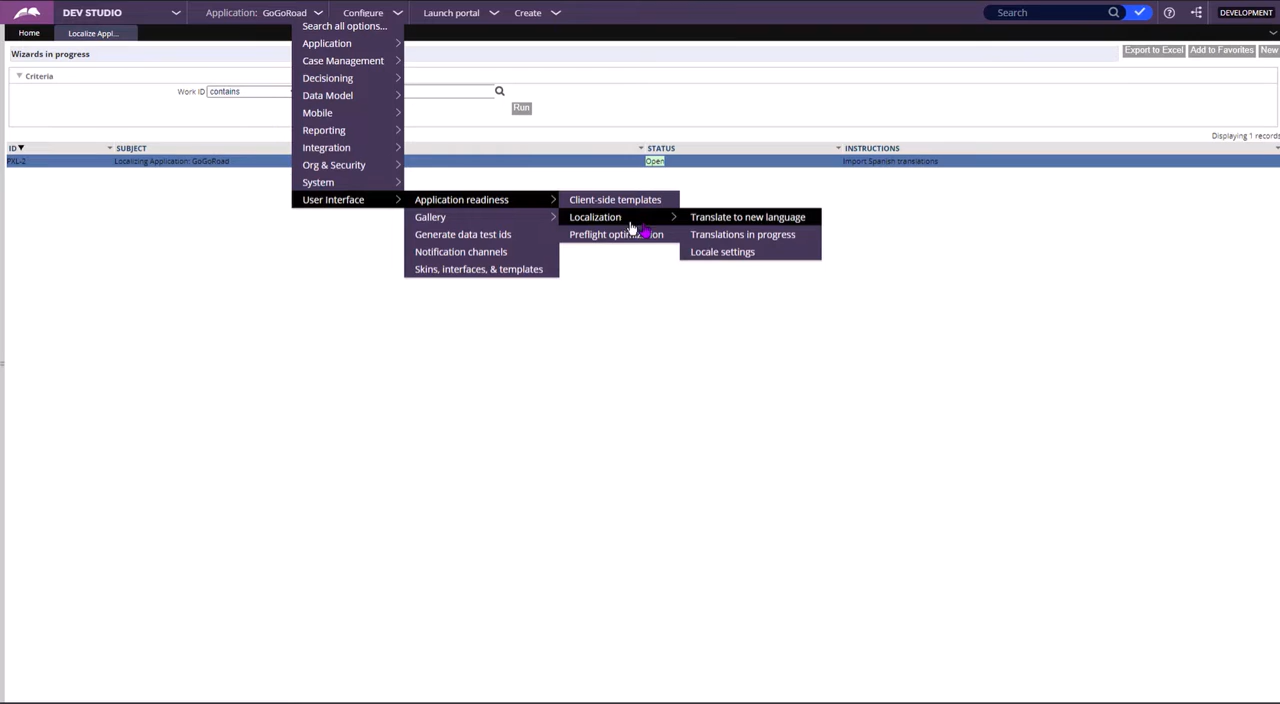 DEV STUDIO Application: GoGoRoad Configure Launch portal Create Search DEVELOPMENT
Home Localize Appl...
Wizards in progress Export to Excel Add to Favorites New
Criteria
Work ID contains
Run
Displaying 1 records
ID SUBJECT STATUS INSTRUCTIONS
PXL-2 Localizing Application: GoGoRoad Open Import Spanish translations
Search all options...
Application
Case Management
Decisioning
Data Model
Mobile
Reporting
Integration
Org & Security
System
User Interface
Application readiness
Gallery
Generate data test ids
Notification channels
Skins, interfaces, & templates
Client-side templates
Localization
Preflight
Translate to new language
Translations in progress
Locale settings